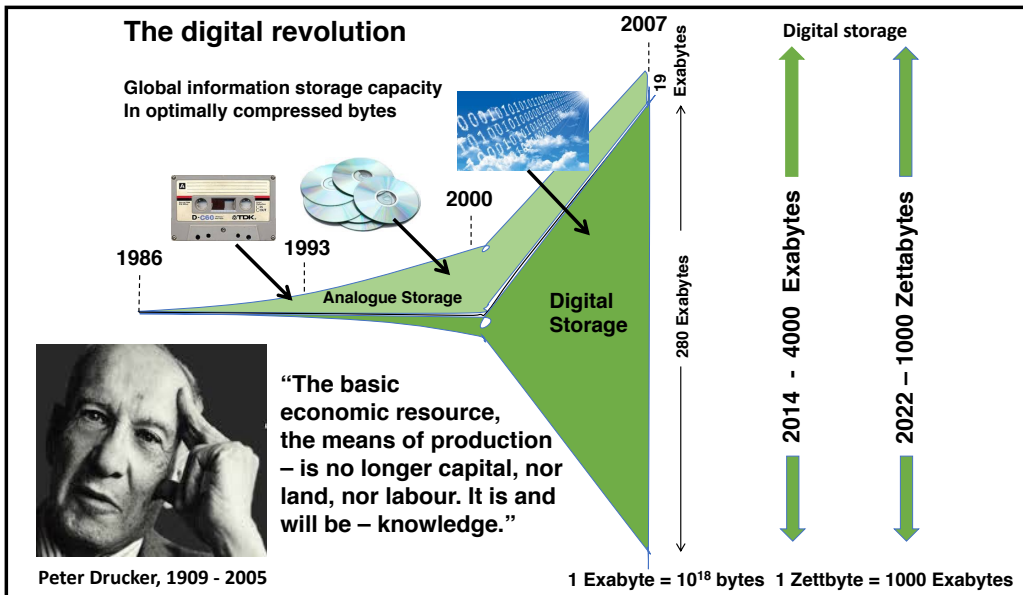 The digital revolution
Global information storage capacity
In optimally compressed bytes
1986
1993
2000
2007
19
Exabytes
Digital storage
A
D-C60
TDK
Analogue Storage
Digital
Storage
280 Exabytes
2014 - 4000 Exabytes
2022 – 1000 Zettabytes
“The basic
economic resource,
the means of production
– is no longer capital, nor
land, nor labour. It is and
will be – knowledge.”
Peter Drucker, 1909 - 2005
1 Exabyte = 10¹⁸ bytes
1 Zettbyte = 1000 Exabytes